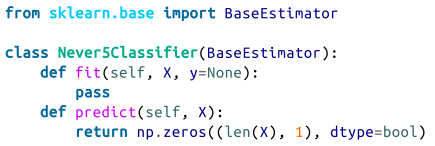 from sklearn.base import BaseEstimator

class Never5Classifier(BaseEstimator):
    def fit(self, X, y=None):
        pass
    def predict(self, X):
        return np.zeros((len(X), 1), dtype=bool)